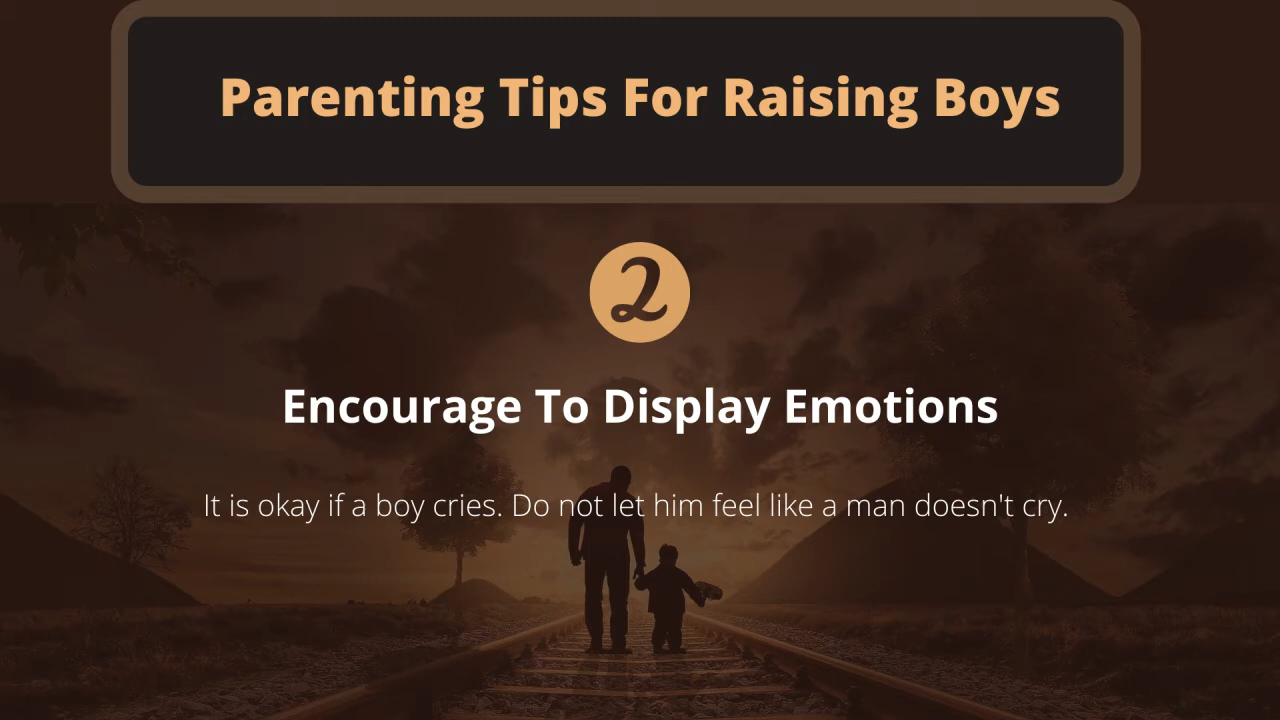 Parenting Tips For Raising Boys
2
Encourage To Display Emotions
It is okay if a boy cries. Do not let him feel like a man doesn't cry.